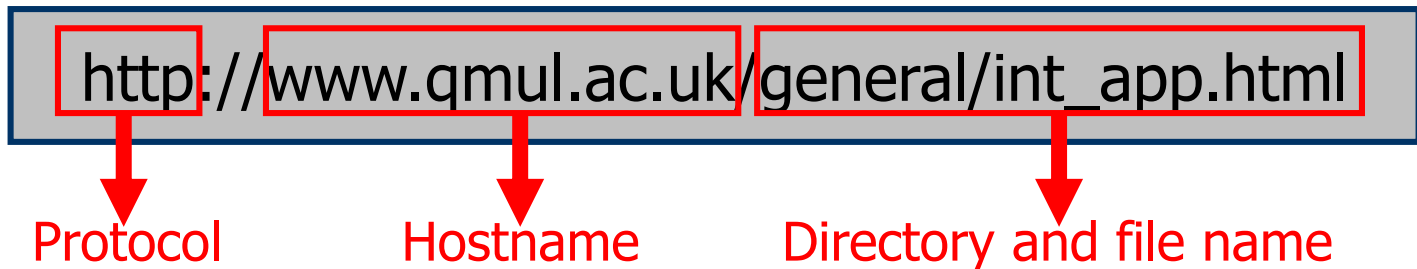 http://www.qmul.ac.uk/general/int_app.html
Protocol Hostname Directory and file name